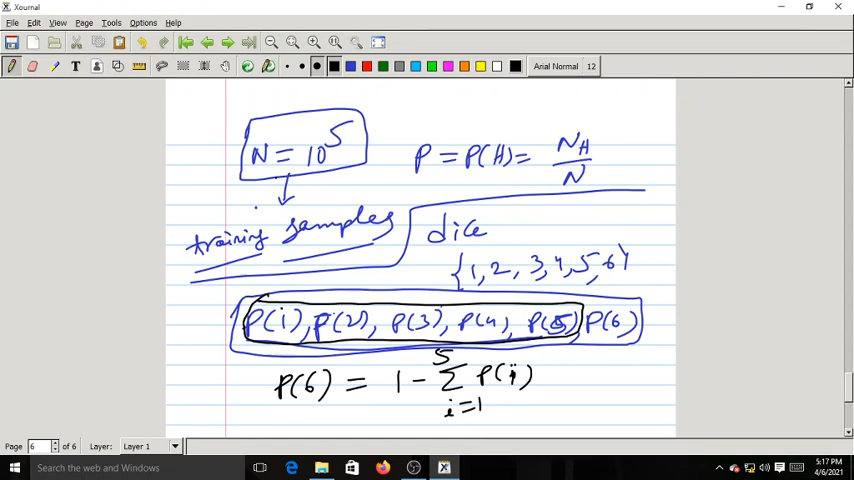 Xournal
File Edit View Page Tools Options Help
Arial Normal 12
N = 10^5
P = P(H) = N_H / N
training samples
dice
{1, 2, 3, 4, 5, 6}
P(1), P(2), P(3), P(4), P(5) P(6)
P(6) = 1 - 5 Σ i=1 P(i)
Page 6 of 6 Layer: Layer 1
Search the web and Windows
5:17 PM
4/6/2021